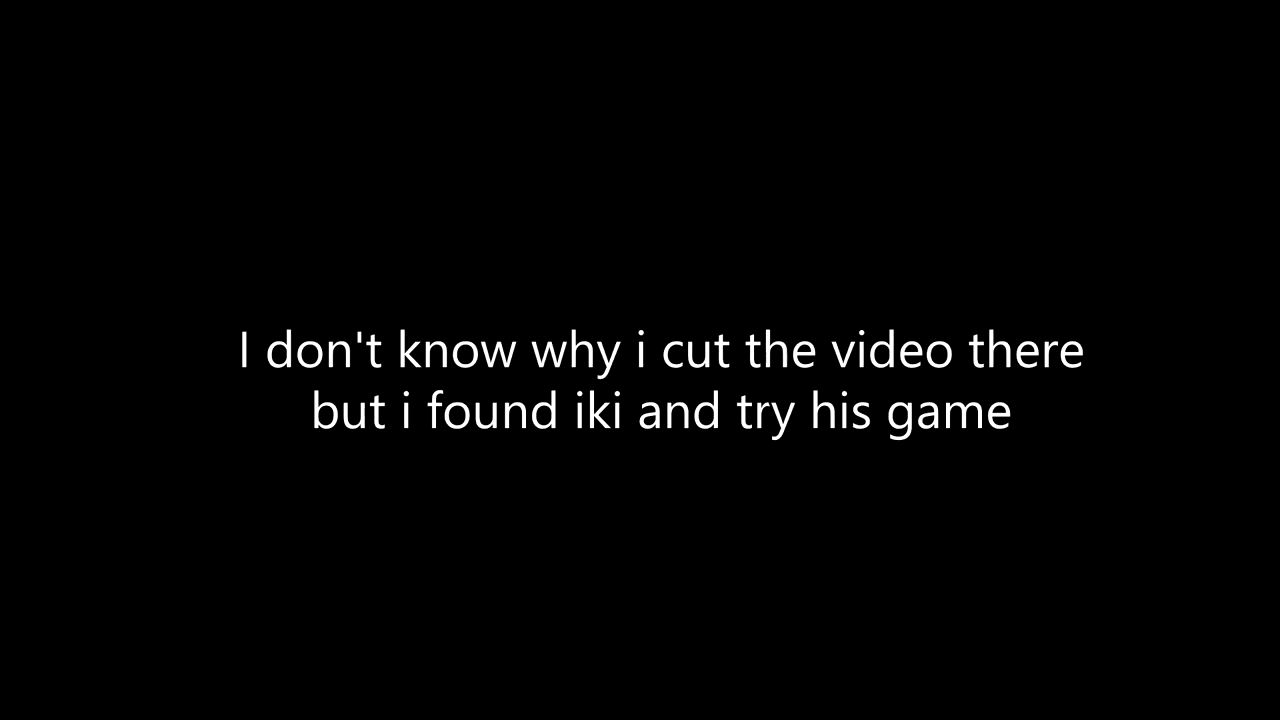 I don't know why i cut the video there
but i found iki and try his game